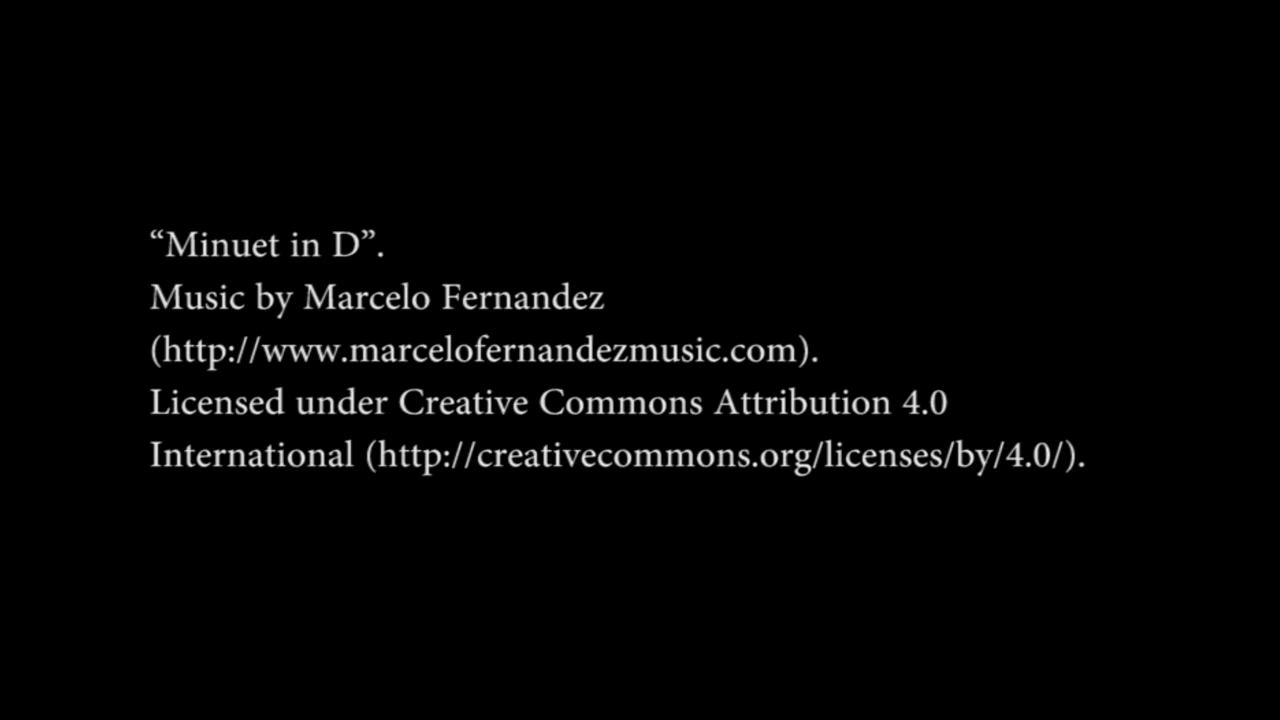 “Minuet in D”.
Music by Marcelo Fernandez
(http://www.marcelofernandezmusic.com).
Licensed under Creative Commons Attribution 4.0
International (http://creativecommons.org/licenses/by/4.0/).